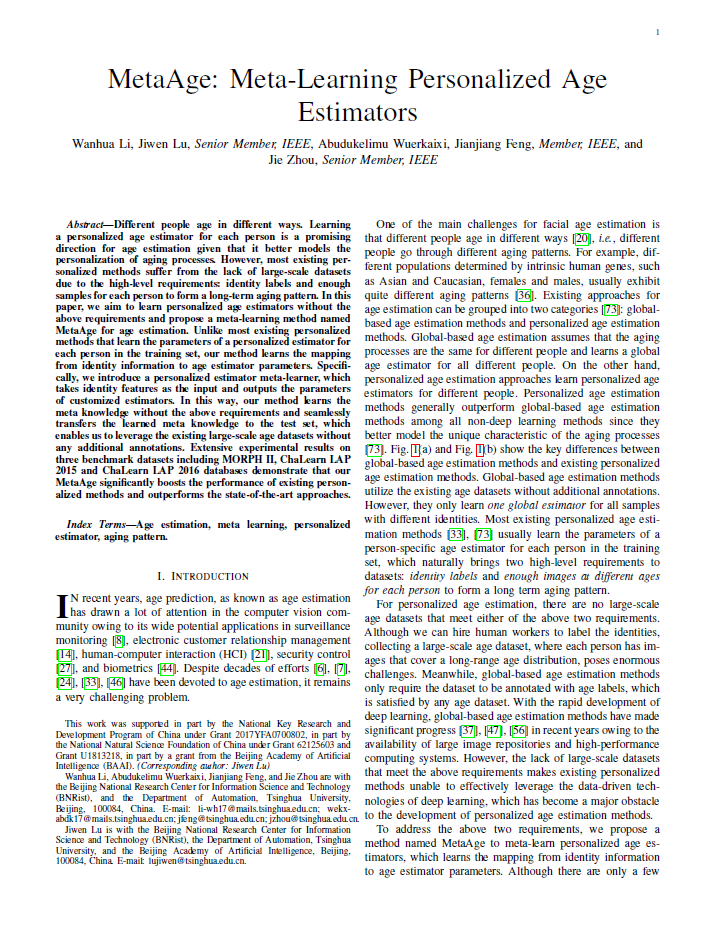 1
MetaAge: Meta-Learning Personalized Age
Estimators
Wanhua Li, Jiwen Lu, Senior Member, IEEE, Abudukelimu Wuerkaixi, Jianjiang Feng, Member, IEEE, and
Jie Zhou, Senior Member, IEEE
Abstract—Different people age in different ways. Learning
a personalized age estimator for each person is a promising
direction for age estimation given that it better models the
personalization of aging processes. However, most existing per-
sonalized methods suffer from the lack of large-scale datasets
due to the high-level requirements: identity labels and enough
samples for each person to form a long-term aging pattern. In this
paper, we aim to learn personalized age estimators without the
above requirements and propose a meta-learning method named
MetaAge for age estimation. Unlike most existing personalized
methods that learn the parameters of a personalized estimator for
each person in the training set, our method learns the mapping
from identity information to age estimator parameters. Specifi-
cally, we introduce a personalized estimator meta-learner, which
takes identity features as the input and outputs the parameters
of customized estimators. In this way, our method learns the
meta knowledge without the above requirements and seamlessly
transfers the learned meta knowledge to the test set, which
enables us to leverage the existing large-scale age datasets without
any additional annotations. Extensive experimental results on
three benchmark datasets including MORPH II, ChaLearn LAP
2015 and ChaLearn LAP 2016 databases demonstrate that our
MetaAge significantly boosts the performance of existing person-
alized methods and outperforms the state-of-the-art approaches.
Index Terms—Age estimation, meta learning, personalized
estimator, aging pattern.
I. INTRODUCTION
IN recent years, age prediction, as known as age estimation
has drawn a lot of attention in the computer vision com-
munity owing to its wide potential applications in surveillance
monitoring [8], electronic customer relationship management
[14], human-computer interaction (HCI) [21], security control
[27], and biometrics [44]. Despite decades of efforts [6], [7],
[24], [33], [46] have been devoted to age estimation, it remains
a very challenging problem.
This work was supported in part by the National Key Research and
Development Program of China under Grant 2017YFA0700802, in part by
the National Natural Science Foundation of China under Grant 62125603 and
Grant U1813218, in part by a grant from the Beijing Academy of Artificial
Intelligence (BAAI). (Corresponding author: Jiwen Lu)
Wanhua Li, Abudukelimu Wuerkaixi, Jianjiang Feng, and Jie Zhou are with
the Beijing National Research Center for Information Science and Technology
(BNRist), and the Department of Automation, Tsinghua University,
Beijing, 100084, China. E-mail: li-wh17@mails.tsinghua.edu.cn; wekx-
abdk17@mails.tsinghua.edu.cn; jfeng@tsinghua.edu.cn; jzhou@tsinghua.edu.cn.
Jiwen Lu is with the Beijing National Research Center for Information
Science and Technology (BNRist), the Department of Automation, Tsinghua
University, and the Beijing Academy of Artificial Intelligence, Beijing,
100084, China. E-mail: lujiwen@tsinghua.edu.cn.
One of the main challenges for facial age estimation is
that different people age in different ways [20], i.e., different
people go through different aging patterns. For example, dif-
ferent populations determined by intrinsic human genes, such
as Asian and Caucasian, females and males, usually exhibit
quite different aging patterns [36]. Existing approaches for
age estimation can be grouped into two categories [73]: global-
based age estimation methods and personalized age estimation
methods. Global-based age estimation assumes that the aging
processes are the same for different people and learns a global
age estimator for all different people. On the other hand,
personalized age estimation approaches learn personalized age
estimators for different people. Personalized age estimation
methods generally outperform global-based age estimation
methods among all non-deep learning methods since they
better model the unique characteristic of the aging processes
[73]. Fig. 1(a) and Fig. 1(b) show the key differences between
global-based age estimation methods and existing personalized
age estimation methods. Global-based age estimation methods
utilize the existing age datasets without additional annotations.
However, they only learn one global estimator for all samples
with different identities. Most existing personalized age esti-
mation methods [33], [73] usually learn the parameters of a
person-specific age estimator for each person in the training
set, which naturally brings two high-level requirements to
datasets: identity labels and enough images at different ages
for each person to form a long term aging pattern.
For personalized age estimation, there are no large-scale
age datasets that meet either of the above two requirements.
Although we can hire human workers to label the identities,
collecting a large-scale age dataset, where each person has im-
ages that cover a long-range age distribution, poses enormous
challenges. Meanwhile, global-based age estimation methods
only require the dataset to be annotated with age labels, which
is satisfied by any age dataset. With the rapid development of
deep learning, global-based age estimation methods have made
significant progress [37], [47], [56] in recent years owing to the
availability of large image repositories and high-performance
computing systems. However, the lack of large-scale datasets
that meet the above requirements makes existing personalized
methods unable to effectively leverage the data-driven tech-
nologies of deep learning, which has become a major obstacle
to the development of personalized age estimation methods.
To address the above two requirements, we propose a
method named MetaAge to meta-learn personalized age es-
timators, which learns the mapping from identity information
to age estimator parameters. Although there are only a few